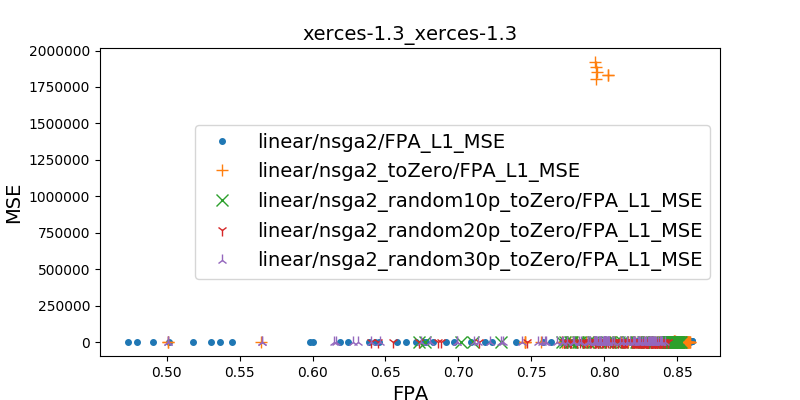 xerces-1.3_xerces-1.3
2000000
1750000
1500000
1250000
1000000
750000
500000
250000
0
MSE
linear/nsga2/FPA_L1_MSE
linear/nsga2_toZero/FPA_L1_MSE
linear/nsga2_random10p_toZero/FPA_L1_MSE
linear/nsga2_random20p_toZero/FPA_L1_MSE
linear/nsga2_random30p_toZero/FPA_L1_MSE
0.50 0.55 0.60 0.65 0.70 0.75 0.80 0.85
FPA